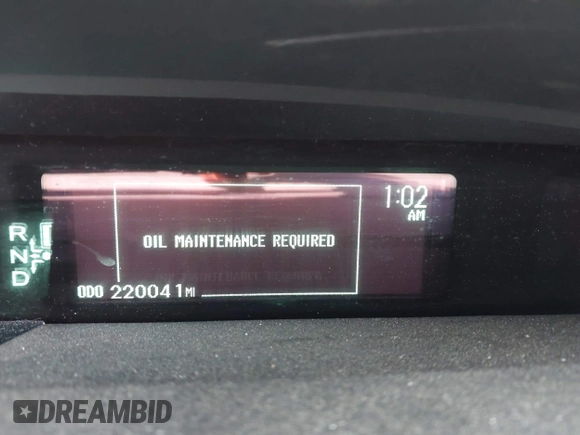 1:02
AM
OIL MAINTENANCE REQUIRED
R
N
D
ODO 220041 MI
DREAMBID